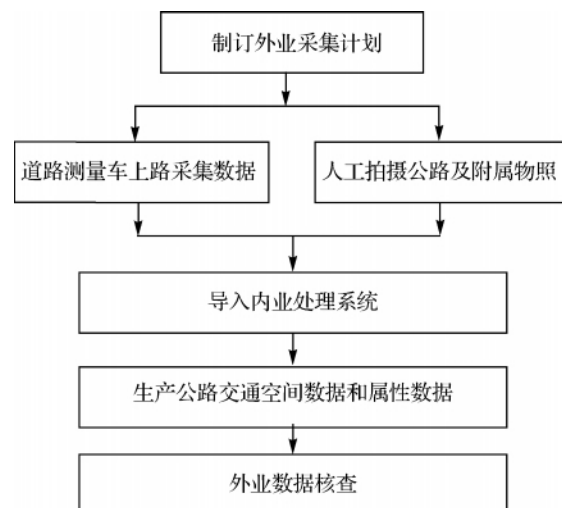 制订外业采集计划
道路测量车上路采集数据
人工拍摄公路及附属物照
导入内业处理系统
生产公路交通空间数据和属性数据
外业数据核查